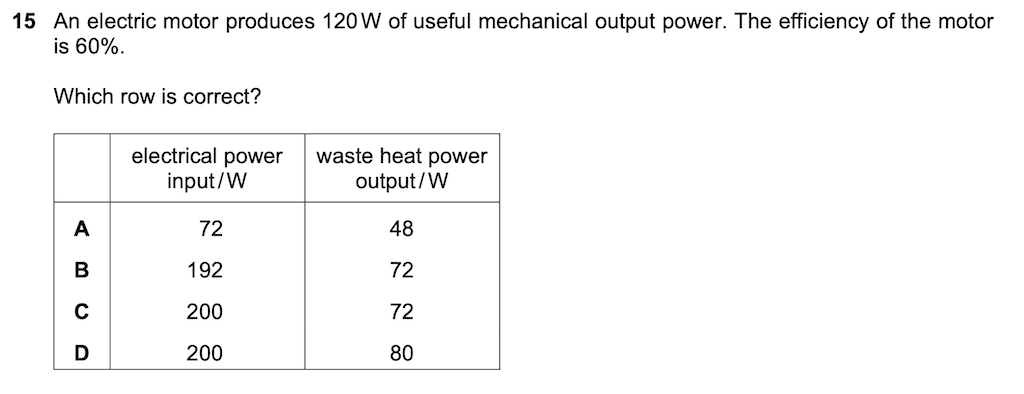 15 An electric motor produces 120 W of useful mechanical output power. The efficiency of the motor
is 60%.
Which row is correct?
electrical power input / W waste heat power output / W
A 72 48
B 192 72
C 200 72
D 200 80